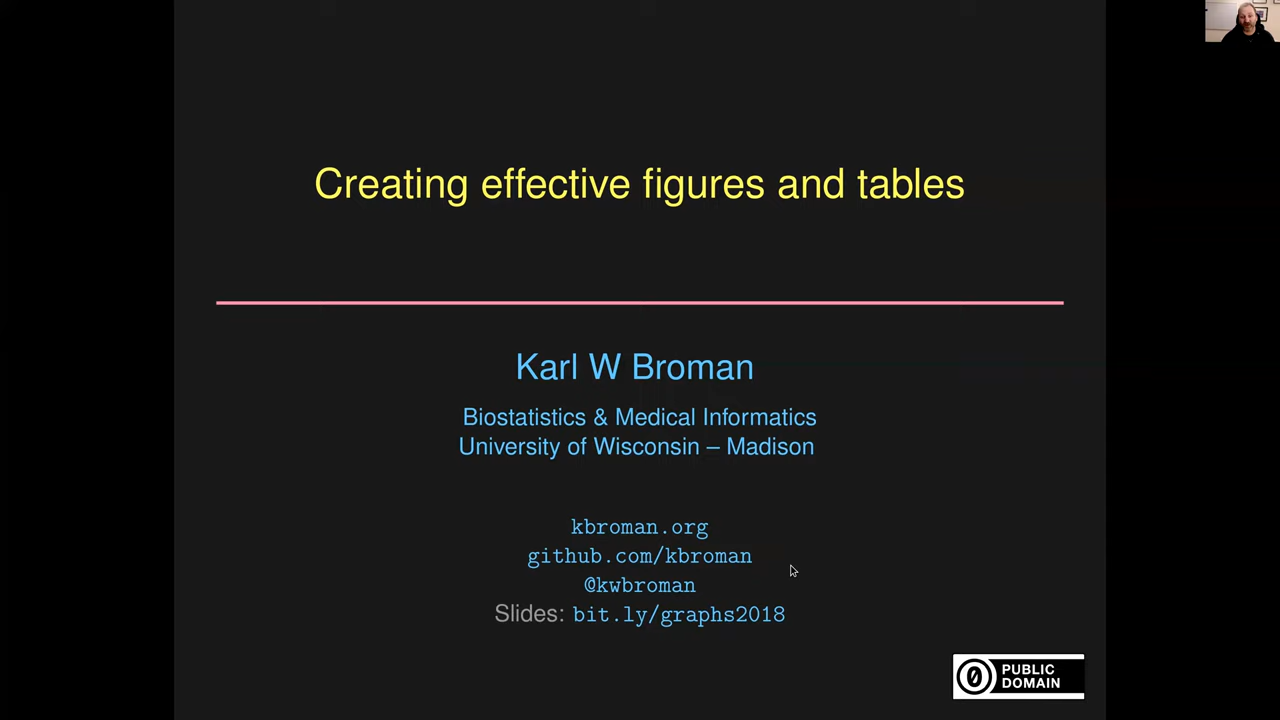 Creating effective figures and tables
Karl W Broman
Biostatistics & Medical Informatics
University of Wisconsin – Madison
kbroman.org
github.com/kbroman
@kwbroman
Slides: bit.ly/graphs2018
PUBLIC
DOMAIN